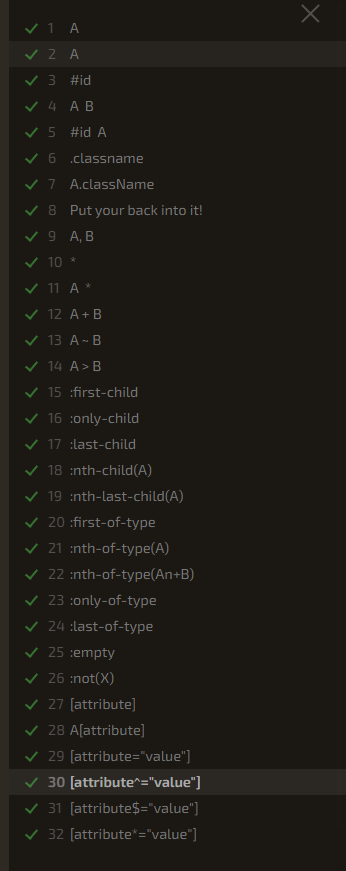 1 A
2 A
3 #id
4 A B
5 #id A
6 .classname
7 A.className
8 Put your back into it!
9 A, B
10 *
11 A *
12 A + B
13 A ~ B
14 A > B
15 :first-child
16 :only-child
17 :last-child
18 :nth-child(A)
19 :nth-last-child(A)
20 :first-of-type
21 :nth-of-type(A)
22 :nth-of-type(An+B)
23 :only-of-type
24 :last-of-type
25 :empty
26 :not(X)
27 [attribute]
28 A[attribute]
29 [attribute="value"]
30 [attribute^="value"]
31 [attribute$="value"]
32 [attribute*="value"]